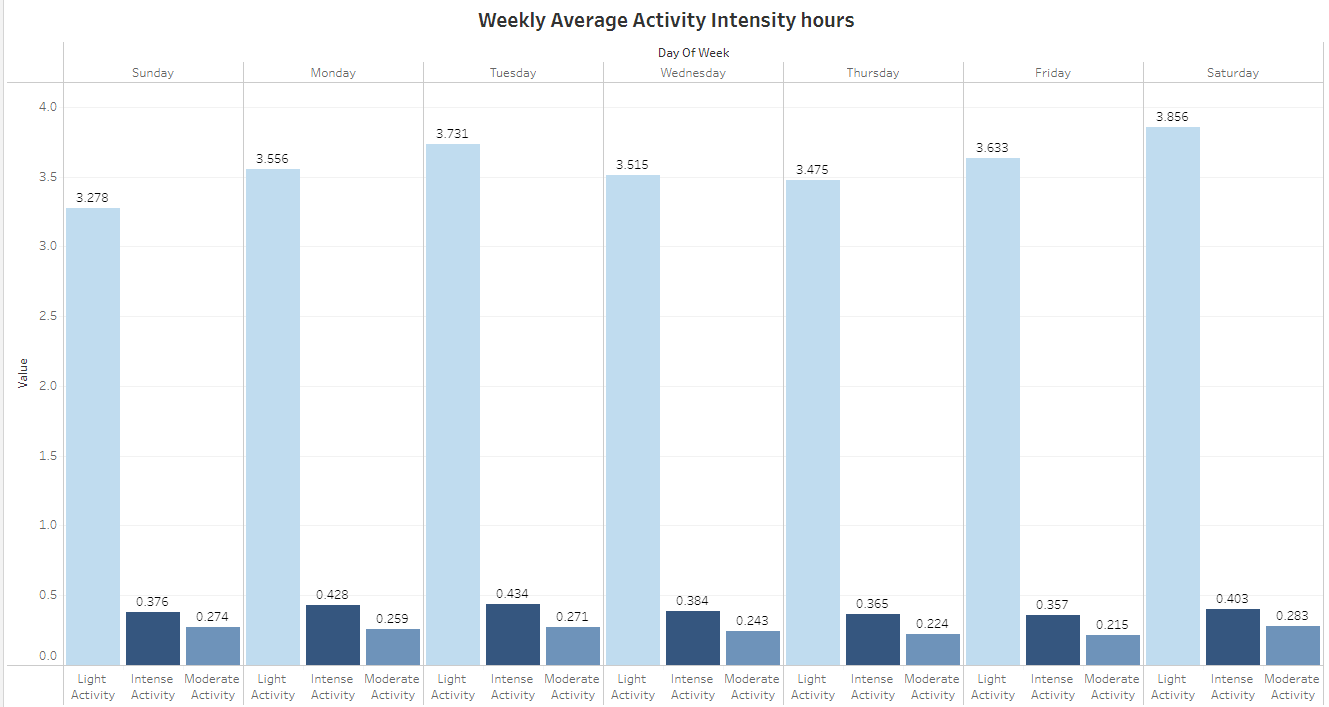 Weekly Average Activity Intensity hours
Day Of Week
Sunday Monday Tuesday Wednesday Thursday Friday Saturday
4.0
3.5
3.0
2.5
2.0
1.5
1.0
0.5
0.0
Value
3.278 0.376 0.274
3.556 0.428 0.259
3.731 0.434 0.271
3.515 0.384 0.243
3.475 0.365 0.224
3.633 0.357 0.215
3.856 0.403 0.283
Light Intense Moderate Light Intense Moderate Light Intense Moderate Light Intense Moderate Light Intense Moderate Light Intense Moderate Light Intense Moderate
Activity Activity Activity Activity Activity Activity Activity Activity Activity Activity Activity Activity Activity Activity Activity Activity Activity Activity Activity Activity Activity